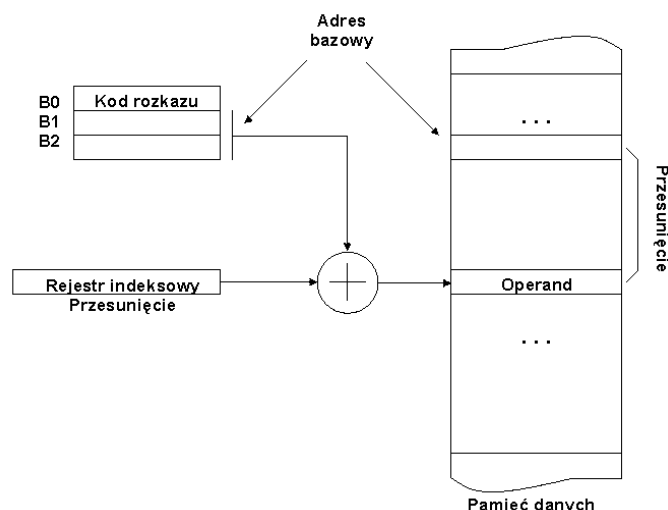 Adres
bazowy
B0
Kod rozkazu
B1
B2
. . .
Przesunięcie
Rejestr indeksowy
Przesunięcie
Operand
. . .
Pamięć danych